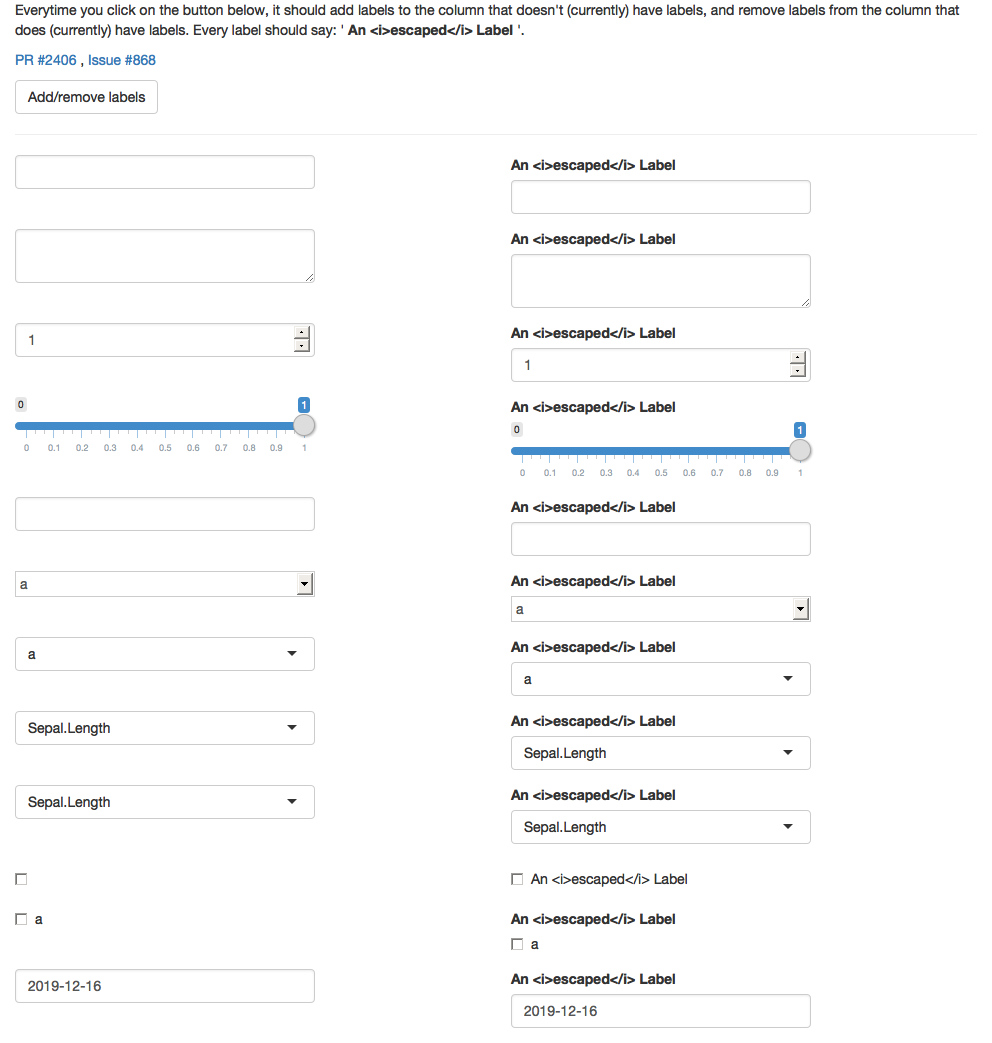 Everytime you click on the button below, it should add labels to the column that doesn't (currently) have labels, and remove labels from the column that
does (currently) have labels. Every label should say: ' An <i>escaped</i> Label '.
PR #2406 , Issue #868
Add/remove labels
An <i>escaped</i> Label
An <i>escaped</i> Label
An <i>escaped</i> Label
1
1
An <i>escaped</i> Label
0 1
0 0.1 0.2 0.3 0.4 0.5 0.6 0.7 0.8 0.9 1
0 1
0 0.1 0.2 0.3 0.4 0.5 0.6 0.7 0.8 0.9 1
An <i>escaped</i> Label
An <i>escaped</i> Label
a
a
An <i>escaped</i> Label
a
a
An <i>escaped</i> Label
Sepal.Length
Sepal.Length
An <i>escaped</i> Label
Sepal.Length
Sepal.Length
An <i>escaped</i> Label
a
An <i>escaped</i> Label
a
An <i>escaped</i> Label
2019-12-16
2019-12-16